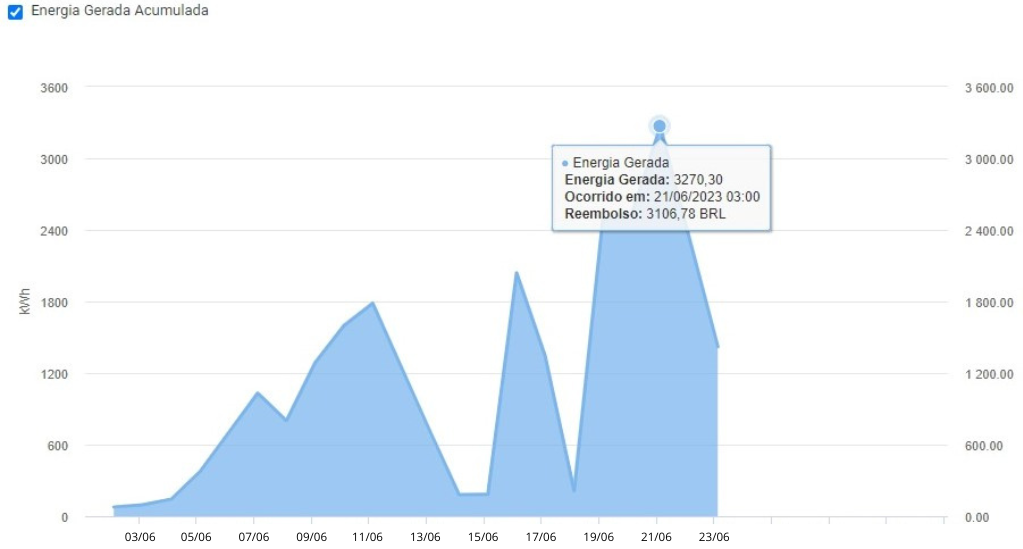 Energia Gerada Acumulada
3600
3 600.00
3000
3 000.00
Energia Gerada
Energia Gerada: 3270,30
Ocorrido em: 21/06/2023 03:00
Reembolso: 3106,78 BRL
2400
2 400.00
kWh
1800
1 800.00
1200
1 200.00
600
600.00
0
0.00
03/06 05/06 07/06 09/06 11/06 13/06 15/06 17/06 19/06 21/06 23/06